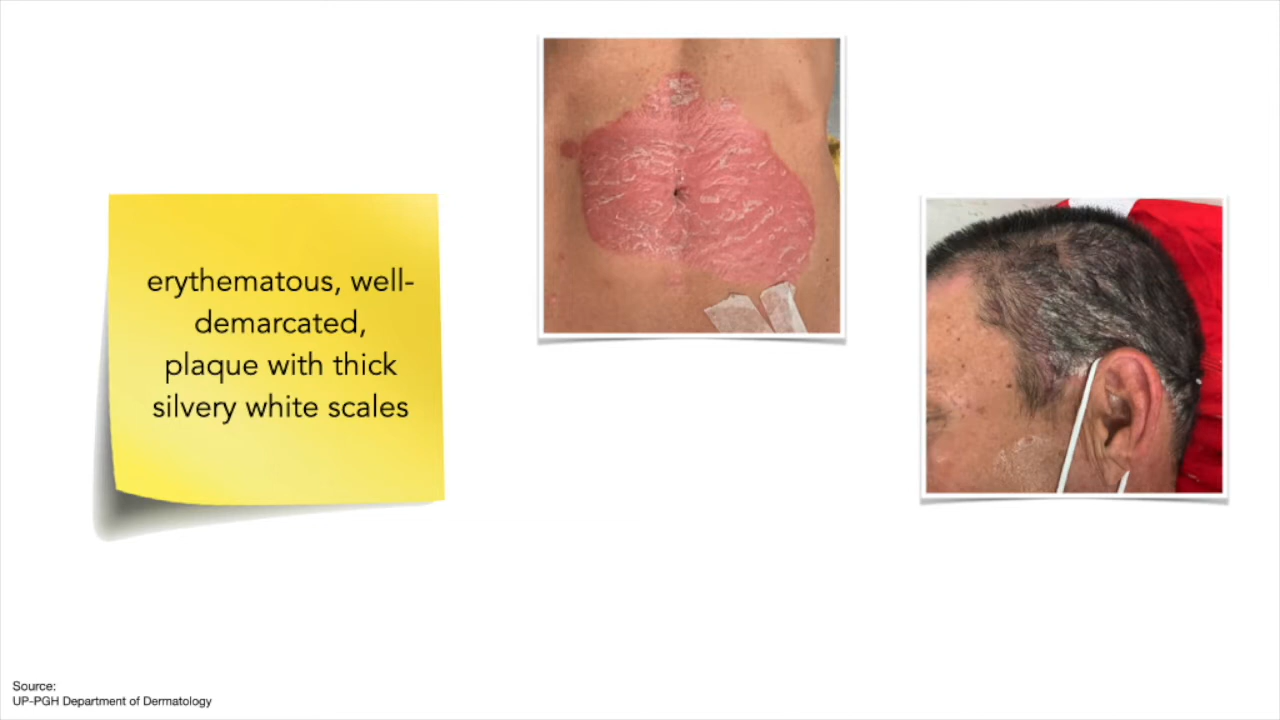 erythematous, well-
demarcated,
plaque with thick
silvery white scales
Source:
UP-PGH Department of Dermatology